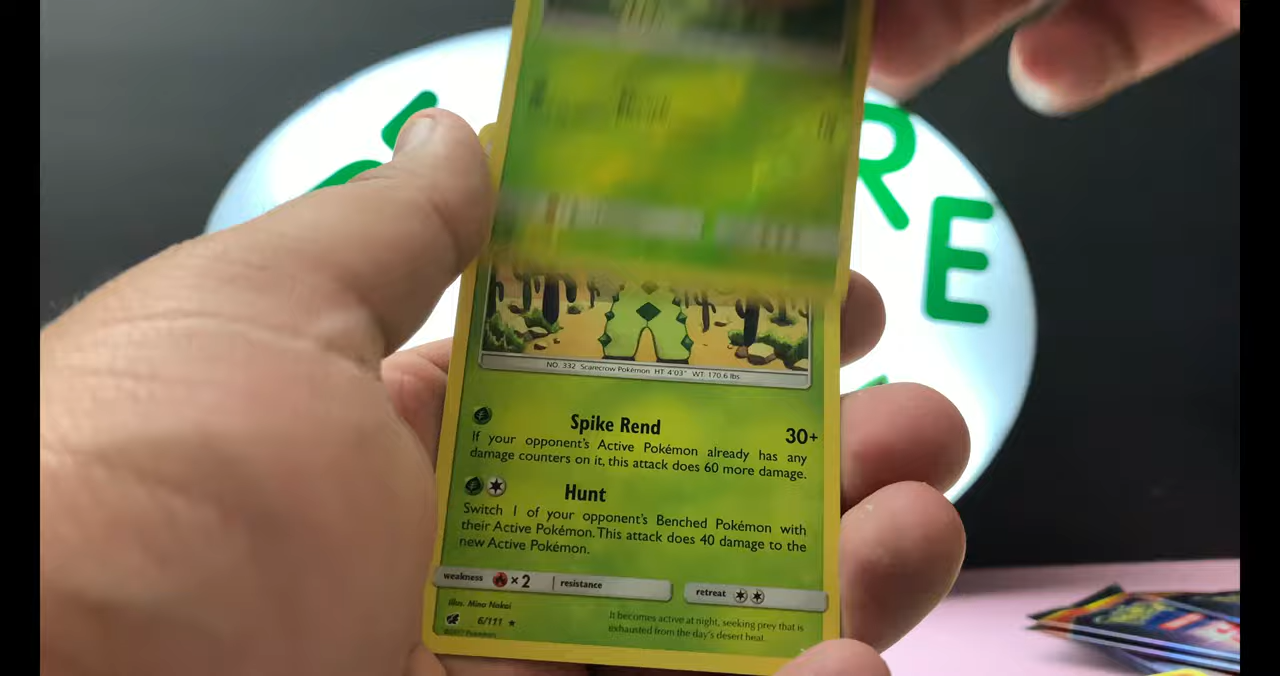 R
E
NO. 332 Scarecrow Pokémon HT 4'03" WT 170.6 lbs
Spike Rend 30+
If your opponent's Active Pokémon already has any
damage counters on it, this attack does 60 more damage.
Hunt
Switch 1 of your opponent's Benched Pokémon with
their Active Pokémon. This attack does 40 damage to the
new Active Pokémon.
weakness ×2 resistance retreat
Illus. Mina Nakai
6/111 ★
©2017 Pokémon
It becomes active at night, seeking prey that is
exhausted from the day's desert heat.